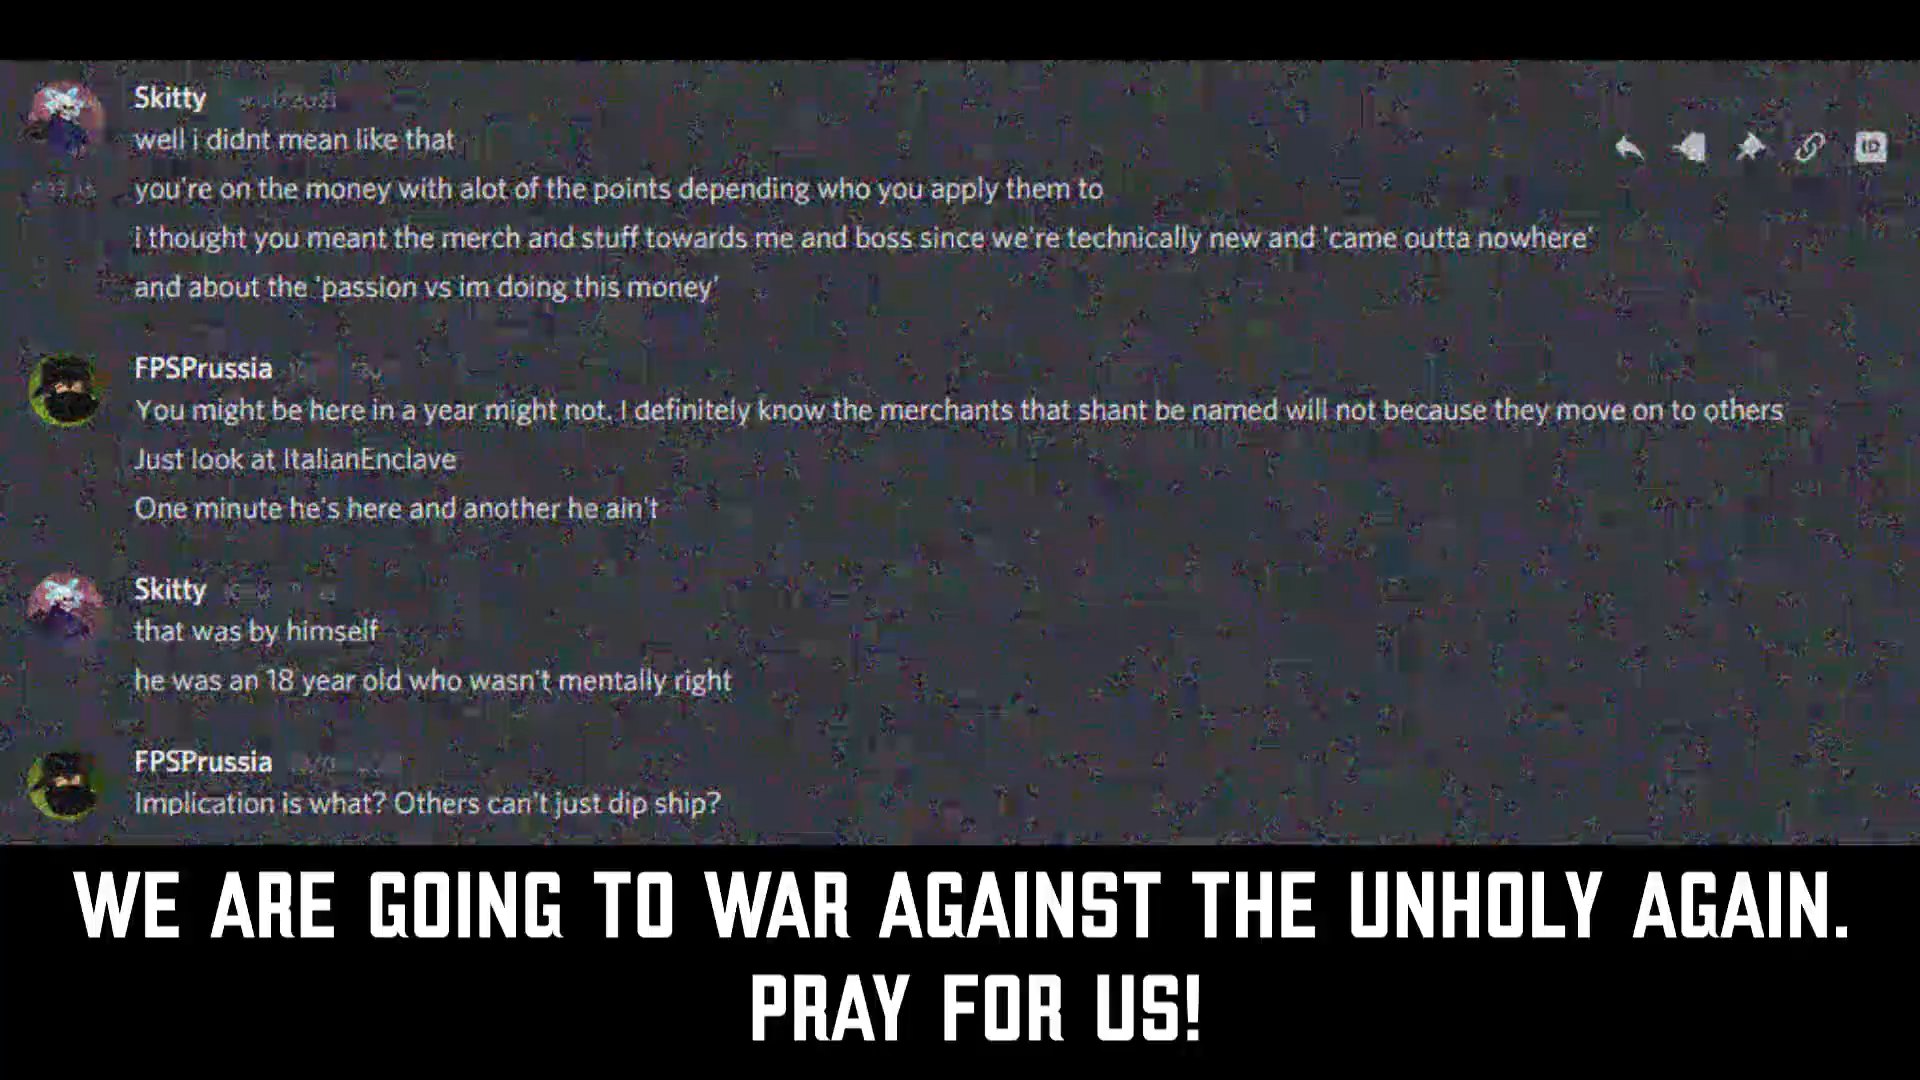 Skitty
well i didnt mean like that
you're on the money with alot of the points depending who you apply them to
i thought you meant the merch and stuff towards me and boss since we're technically new and 'came outta nowhere'
and about the 'passion vs im doing this money'
FPSPrussia
You might be here in a year might not. I definitely know the merchants that shant be named will not because they move on to others
Just look at ItalianEnclave
One minute he's here and another he ain't
Skitty
that was by himself
he was an 18 year old who wasn't mentally right
FPSPrussia
Implication is what? Others can't just dip ship?
WE ARE GOING TO WAR AGAINST THE UNHOLY AGAIN.
PRAY FOR US!